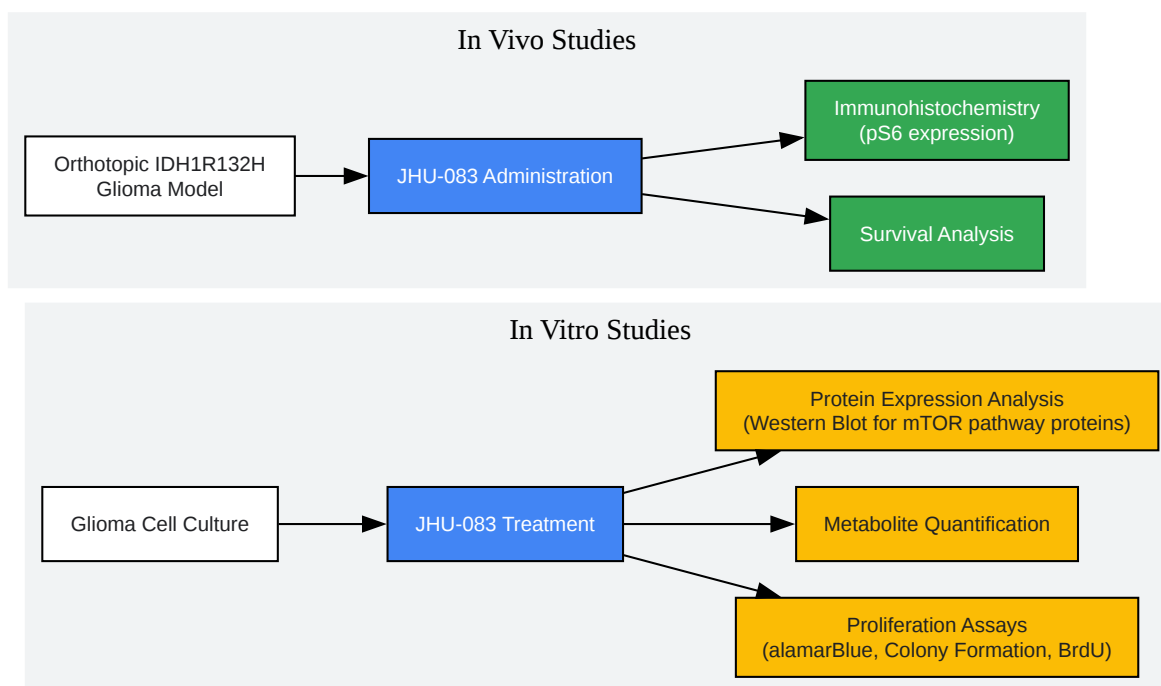 In Vivo Studies
Orthotopic IDH1R132H
Glioma Model
JHU-083 Administration
Immunohistochemistry
(pS6 expression)
Survival Analysis
In Vitro Studies
Glioma Cell Culture
JHU-083 Treatment
Protein Expression Analysis
(Western Blot for mTOR pathway proteins)
Metabolite Quantification
Proliferation Assays
(alamarBlue, Colony Formation, BrdU)